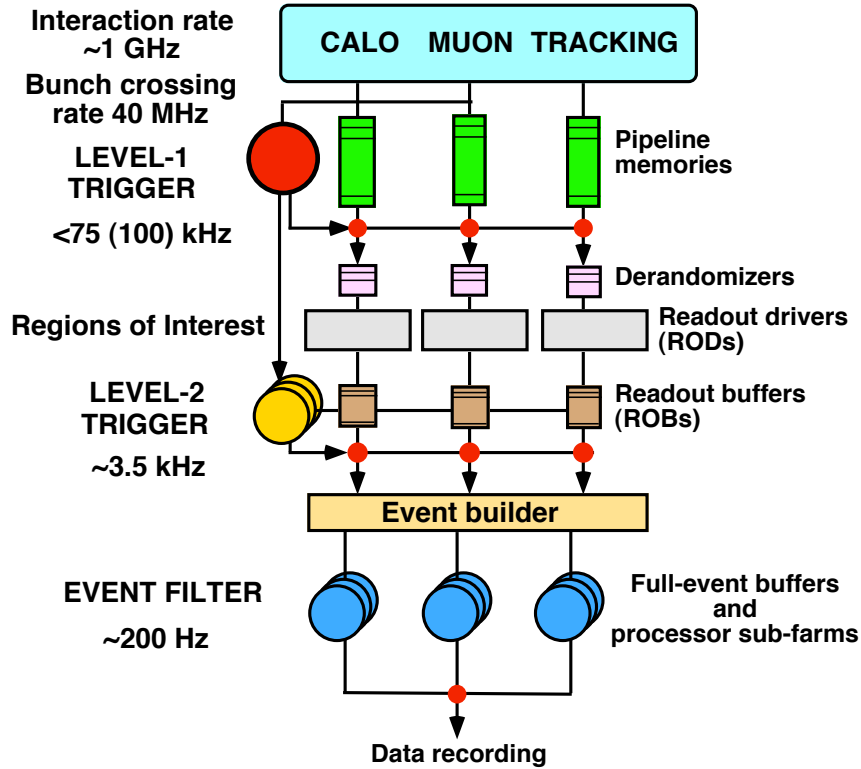 Interaction rate
~1 GHz
CALO MUON TRACKING
Bunch crossing
rate 40 MHz
Pipeline
memories
LEVEL-1
TRIGGER
<75 (100) kHz
Derandomizers
Regions of Interest
Readout drivers
(RODs)
LEVEL-2
TRIGGER
Readout buffers
(ROBs)
~3.5 kHz
Event builder
EVENT FILTER
~200 Hz
Full-event buffers
and
processor sub-farms
Data recording